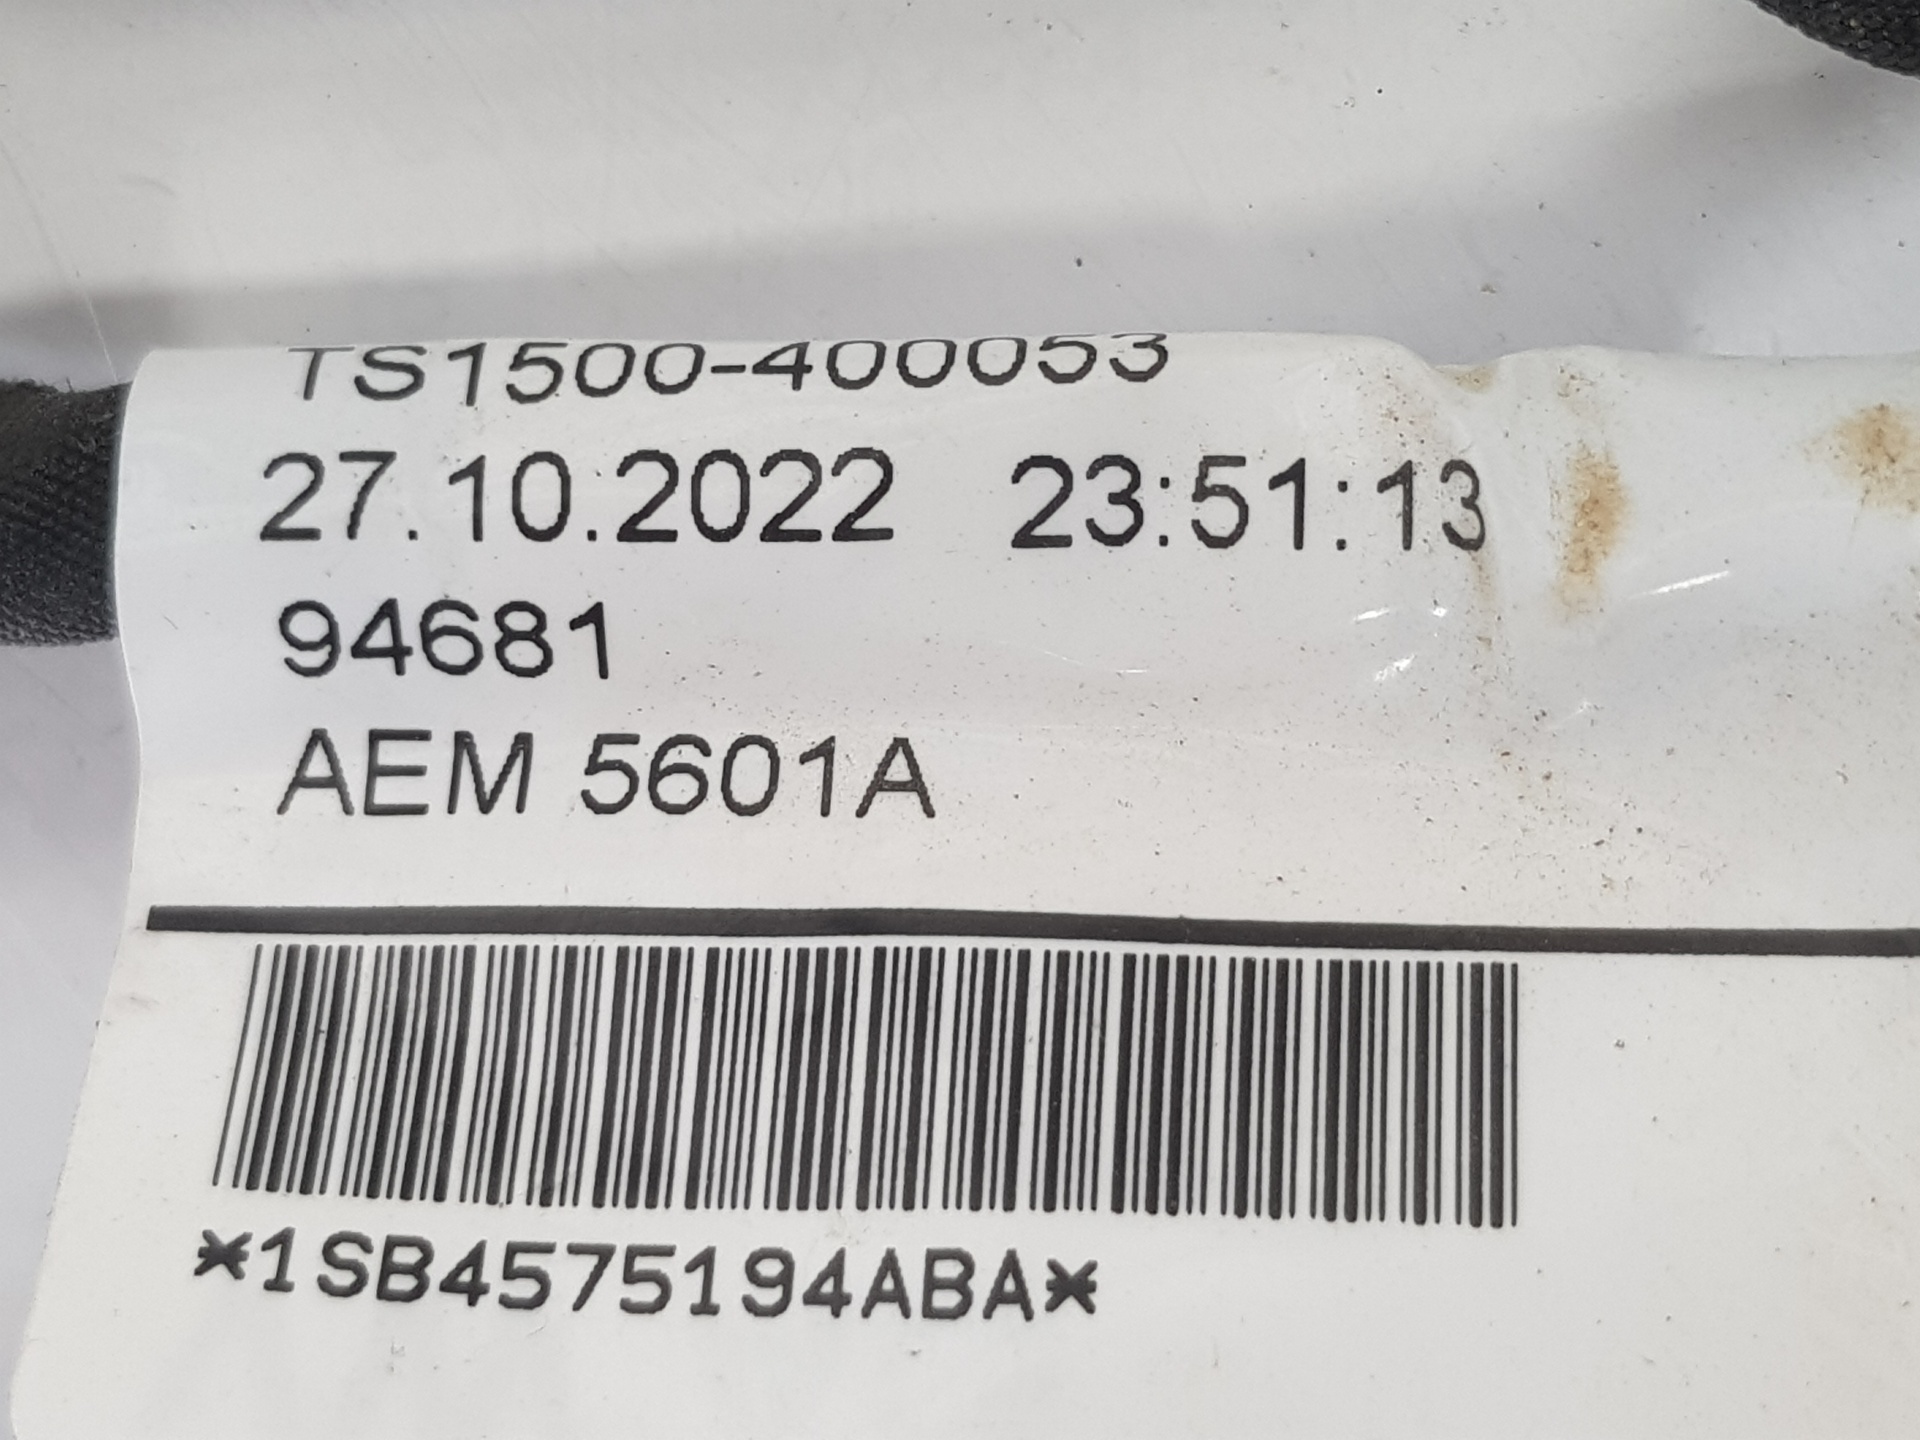 TS1500-400053
27.10.2022 23:51:13
94681
AEM 5601A
*1SB4575194ABA*